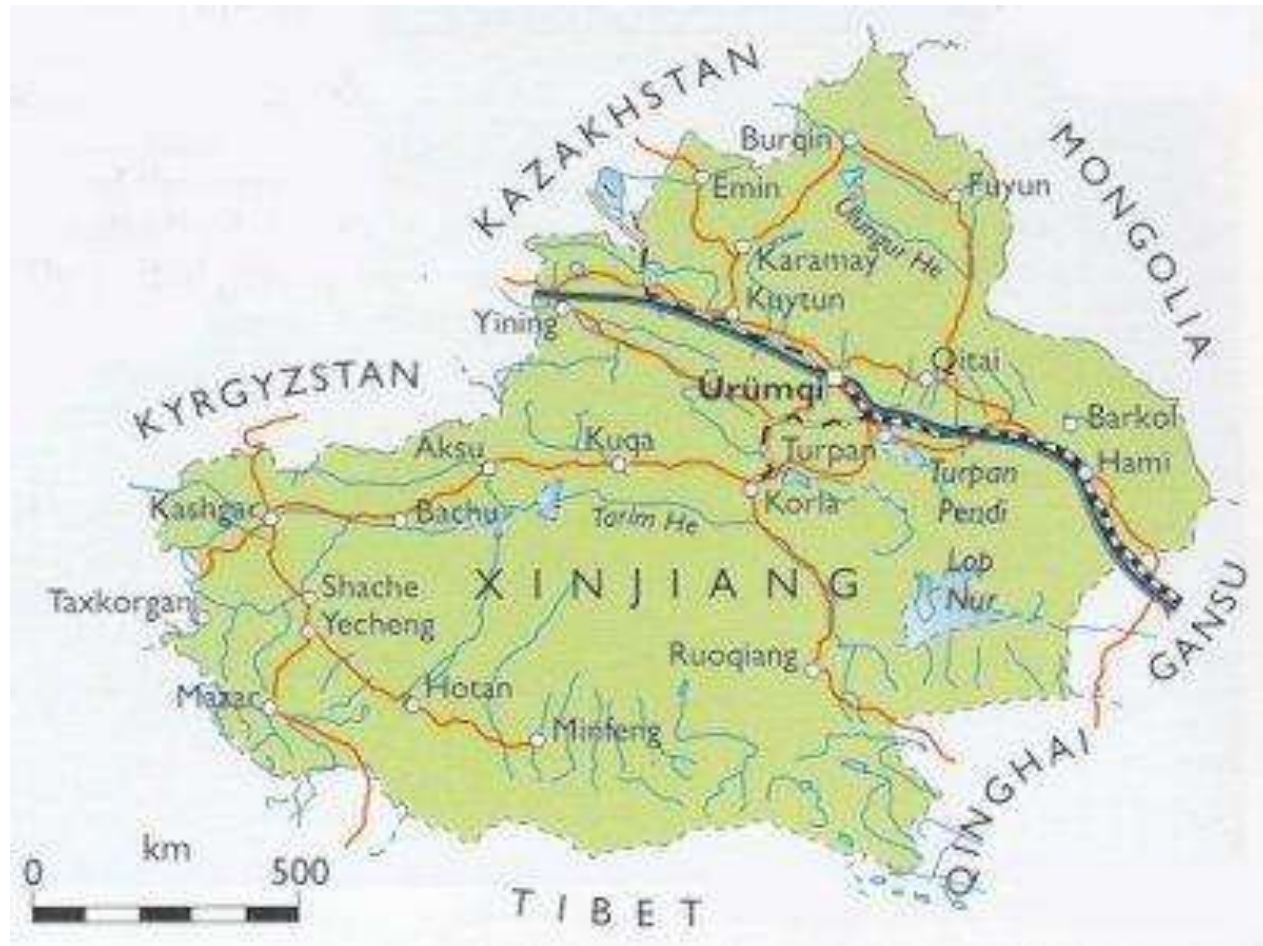 KAZAKHSTAN
MONGOLIA
Burqin
Emin
Fuyun
Ulungur He
Karamay
Kuytun
Yining
KYRGYZSTAN
Qitai
Ürümqi
Barkol
Aksu
Kuqa
Turpan
Hami
Turpan
Pendi
Kashgar
Bachu
Korla
Tarim He
XINJIANG
Lop
Nur
Taxkorgan
Shache
Yecheng
GANSU
Ruoqiang
Mazar
Hotan
Minfeng
QINGHAI
km
0 500
TIBET